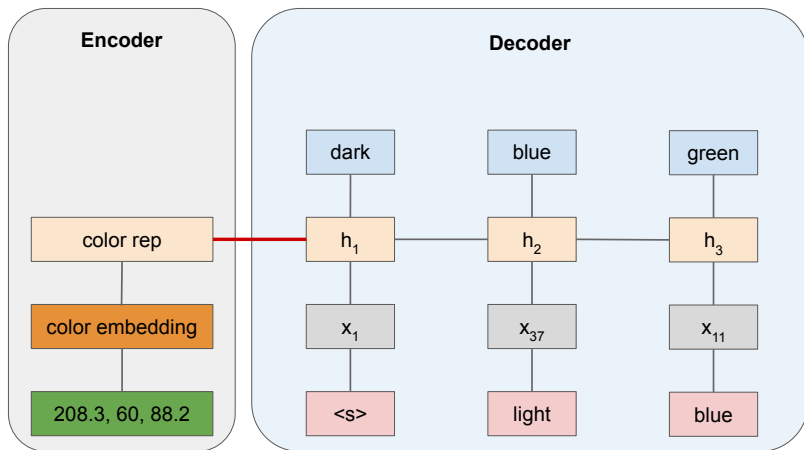 Encoder
Decoder
dark blue green
color rep h₁ h₂ h₃
color embedding x₁ x₃₇ x₁₁
208.3, 60, 88.2 <s> light blue